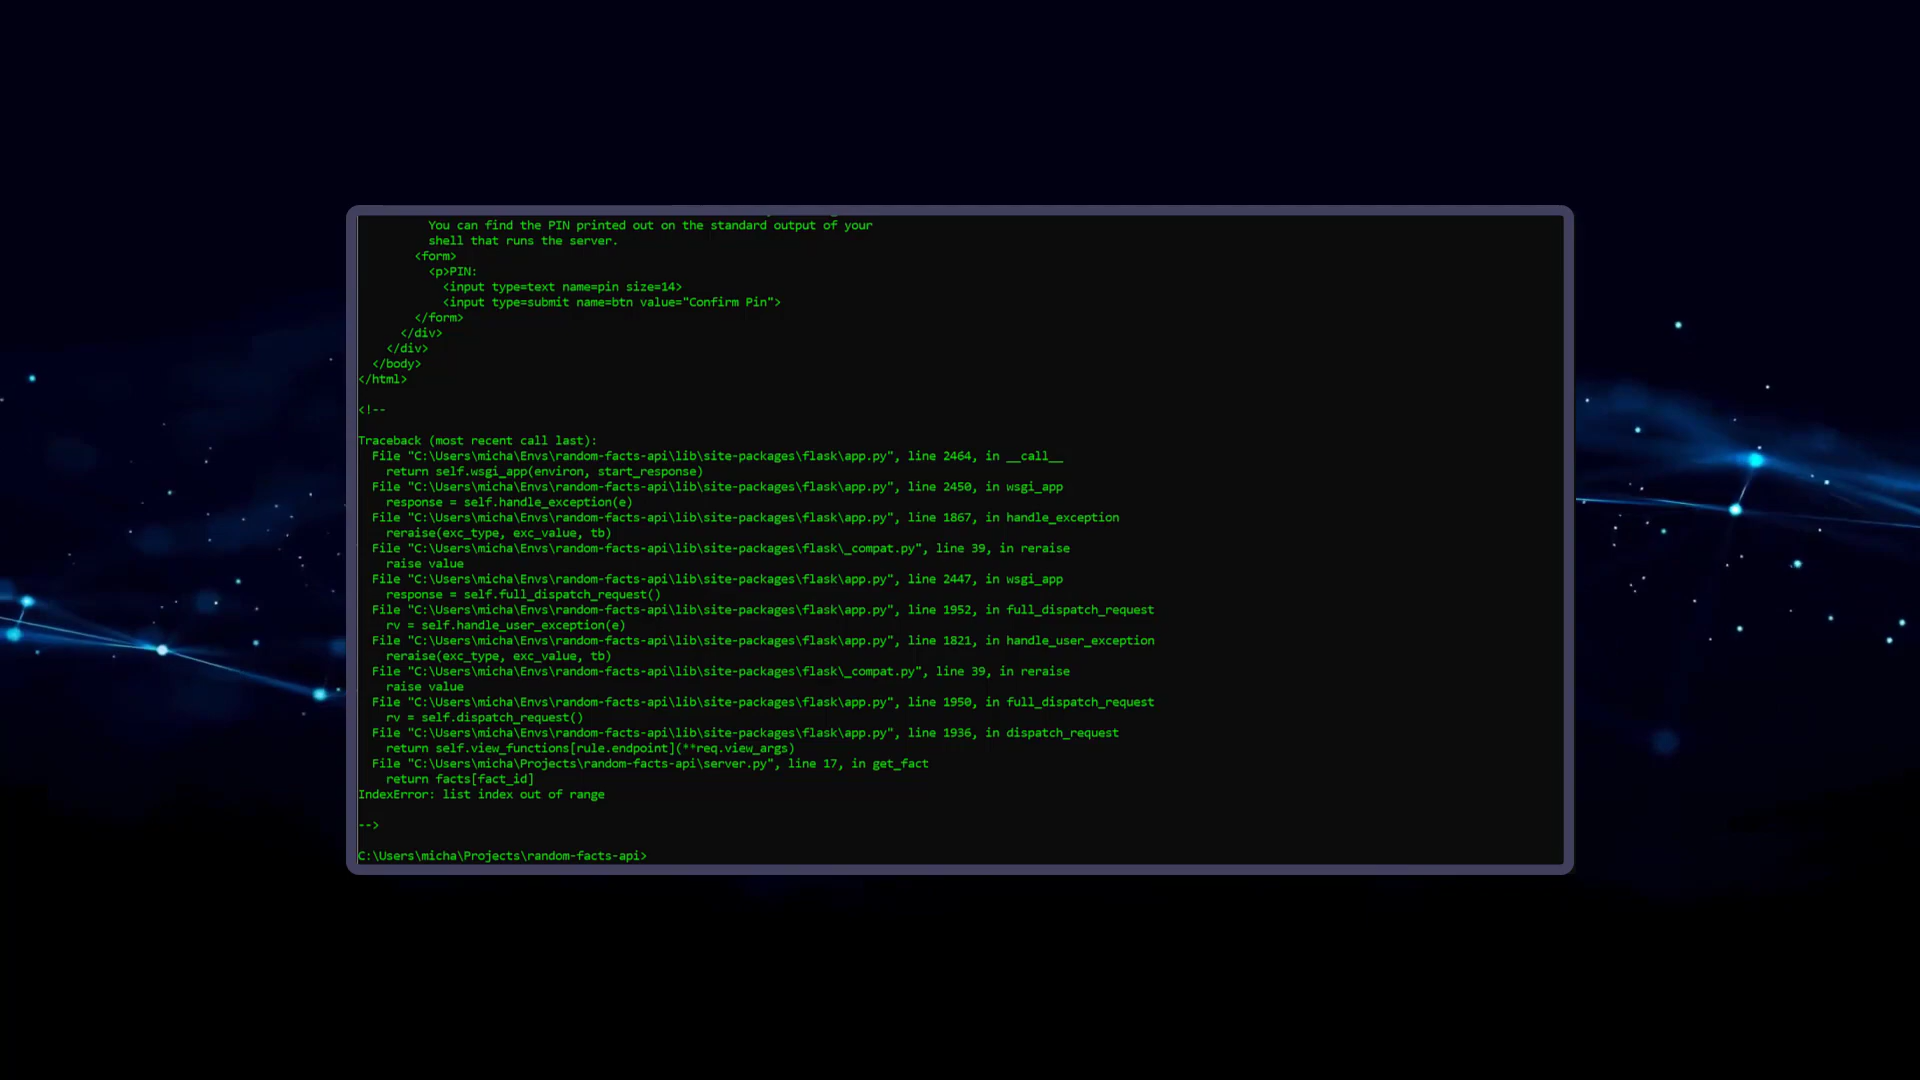 You can find the PIN printed out on the standard output of your
shell that runs the server.
<form>
<p>PIN:
<input type=text name=pin size=14>
<input type=submit name=btn value="Confirm Pin">
</form>
</div>
</div>
</body>
</html>
<!--
Traceback (most recent call last):
File "C:\Users\micha\Envs\random-facts-api\lib\site-packages\flask\app.py", line 2464, in __call__
return self.wsgi_app(environ, start_response)
File "C:\Users\micha\Envs\random-facts-api\lib\site-packages\flask\app.py", line 2450, in wsgi_app
response = self.handle_exception(e)
File "C:\Users\micha\Envs\random-facts-api\lib\site-packages\flask\app.py", line 1867, in handle_exception
reraise(exc_type, exc_value, tb)
File "C:\Users\micha\Envs\random-facts-api\lib\site-packages\flask\_compat.py", line 39, in reraise
raise value
File "C:\Users\micha\Envs\random-facts-api\lib\site-packages\flask\app.py", line 2447, in wsgi_app
response = self.full_dispatch_request()
File "C:\Users\micha\Envs\random-facts-api\lib\site-packages\flask\app.py", line 1952, in full_dispatch_request
rv = self.handle_user_exception(e)
File "C:\Users\micha\Envs\random-facts-api\lib\site-packages\flask\app.py", line 1821, in handle_user_exception
reraise(exc_type, exc_value, tb)
File "C:\Users\micha\Envs\random-facts-api\lib\site-packages\flask\_compat.py", line 39, in reraise
raise value
File "C:\Users\micha\Envs\random-facts-api\lib\site-packages\flask\app.py", line 1950, in full_dispatch_request
rv = self.dispatch_request()
File "C:\Users\micha\Envs\random-facts-api\lib\site-packages\flask\app.py", line 1936, in dispatch_request
return self.view_functions[rule.endpoint](**req.view_args)
File "C:\Users\micha\Projects\random-facts-api\server.py", line 17, in get_fact
return facts[fact_id]
IndexError: list index out of range
-->
C:\Users\micha\Projects\random-facts-api>